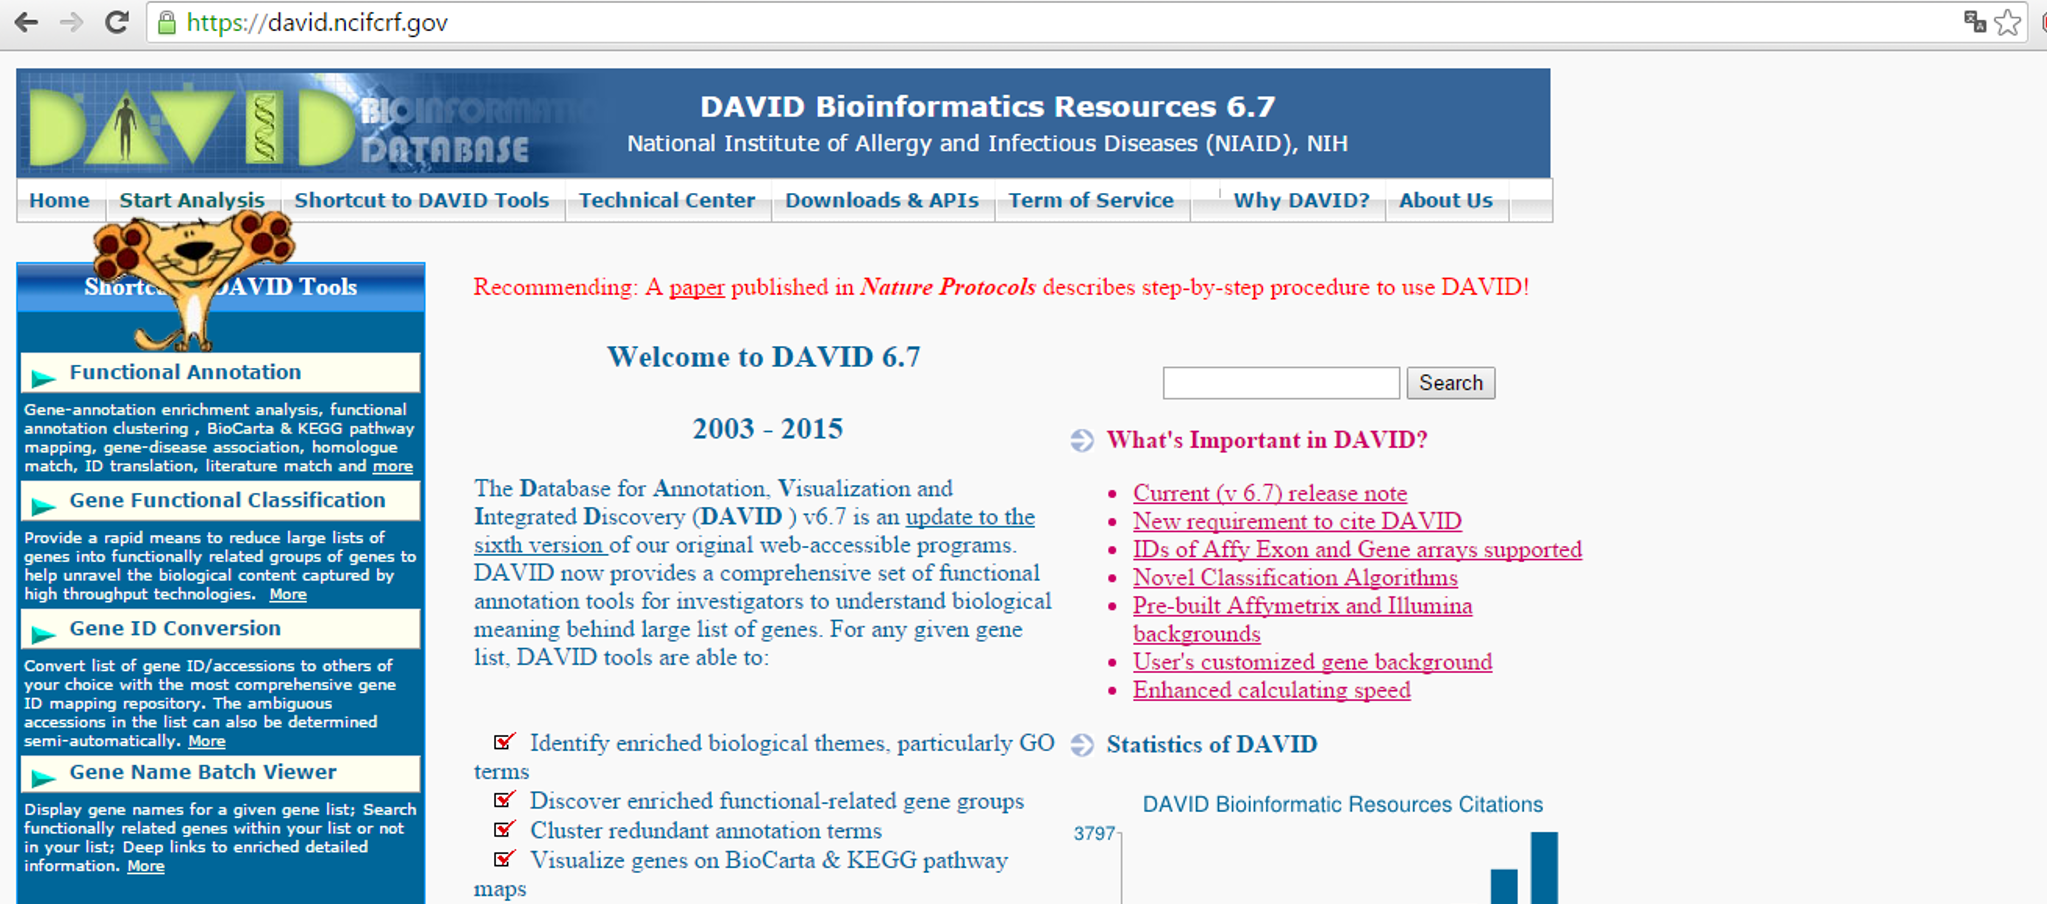 https://david.ncifcrf.gov
DAVID BIOINFORMATIC
DATABASE
DAVID Bioinformatics Resources 6.7
National Institute of Allergy and Infectious Diseases (NIAID), NIH
Home Start Analysis Shortcut to DAVID Tools Technical Center Downloads & APIs Term of Service Why DAVID? About Us
DAVID Tools
Functional Annotation
Gene-annotation enrichment analysis, functional
annotation clustering , BioCarta & KEGG pathway
mapping, gene-disease association, homologue
match, ID translation, literature match and more
Gene Functional Classification
Provide a rapid means to reduce large lists of
genes into functionally related groups of genes to
help unravel the biological content captured by
high throughput technologies. More
Gene ID Conversion
Convert list of gene ID/accessions to others of
your choice with the most comprehensive gene
ID mapping repository. The ambiguous
accessions in the list can also be determined
semi-automatically. More
Gene Name Batch Viewer
Display gene names for a given gene list; Search
functionally related genes within your list or not
in your list; Deep links to enriched detailed
information. More
Recommending: A paper published in Nature Protocols describes step-by-step procedure to use DAVID!
Welcome to DAVID 6.7
2003 - 2015
The Database for Annotation, Visualization and
Integrated Discovery (DAVID ) v6.7 is an update to the
sixth version of our original web-accessible programs.
DAVID now provides a comprehensive set of functional
annotation tools for investigators to understand biological
meaning behind large list of genes. For any given gene
list, DAVID tools are able to:
Identify enriched biological themes, particularly GO
terms
Discover enriched functional-related gene groups
Cluster redundant annotation terms
Visualize genes on BioCarta & KEGG pathway
maps
Search
What's Important in DAVID?
Current (v 6.7) release note
New requirement to cite DAVID
IDs of Affy Exon and Gene arrays supported
Novel Classification Algorithms
Pre-built Affymetrix and Illumina
backgrounds
User's customized gene background
Enhanced calculating speed
Statistics of DAVID
DAVID Bioinformatic Resources Citations
3797